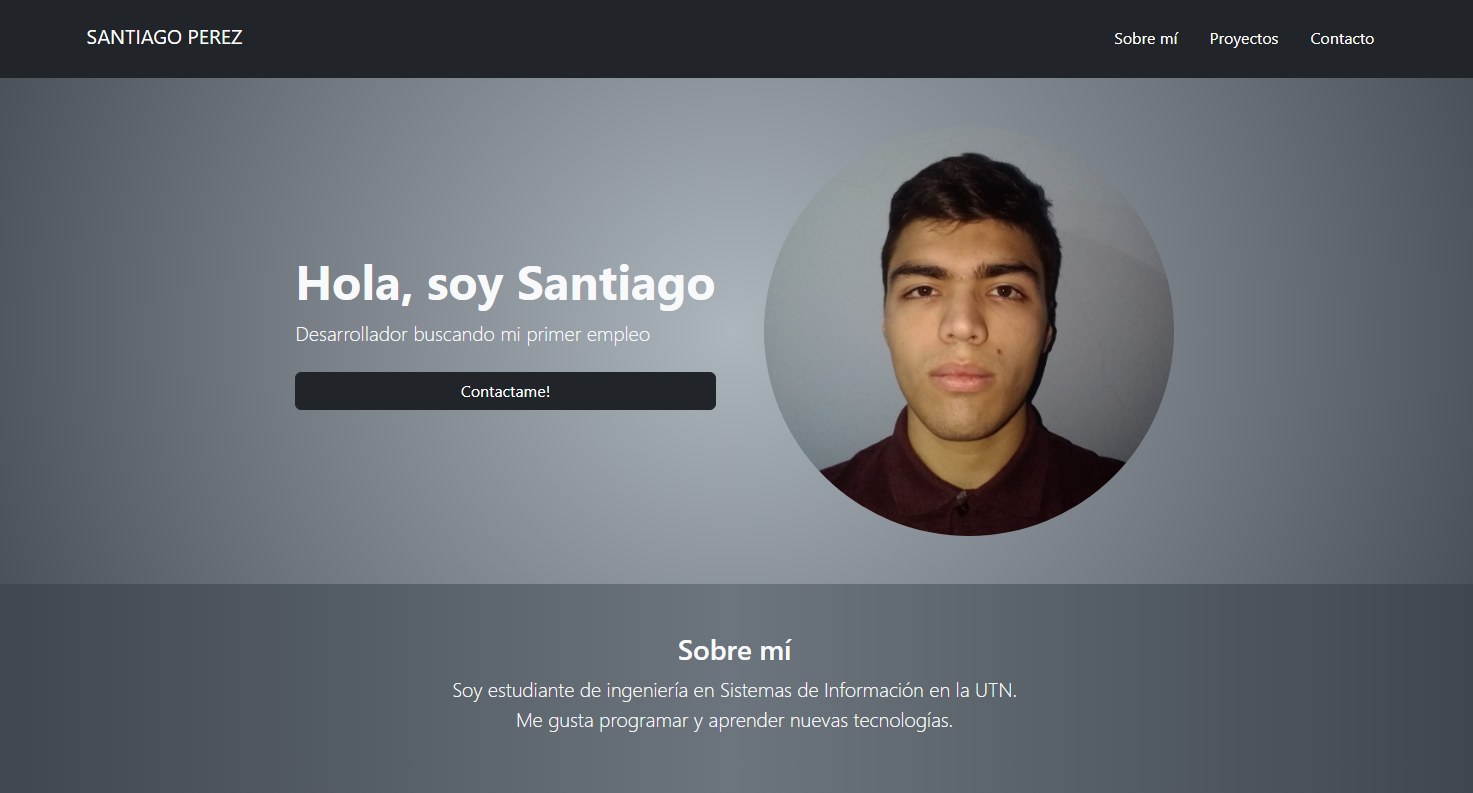 SANTIAGO PEREZ
Sobre mí Proyectos Contacto
Hola, soy Santiago
Desarrollador buscando mi primer empleo
Contactame!
Sobre mí
Soy estudiante de ingeniería en Sistemas de Información en la UTN.
Me gusta programar y aprender nuevas tecnologías.